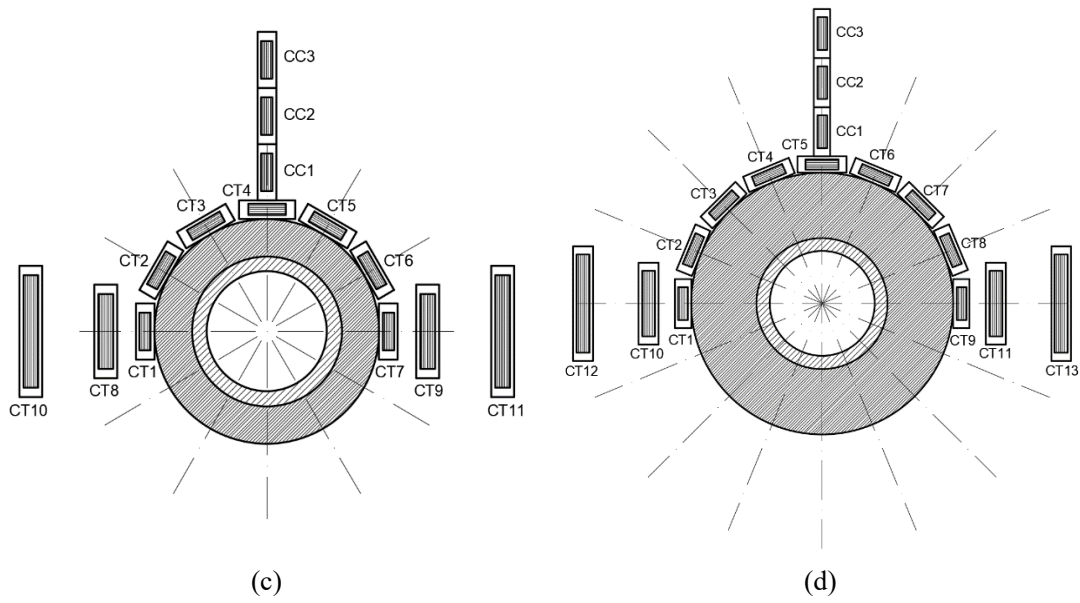 CC3
CC2
CC1
CT4
CT3
CT5
CT2
CT6
CT1
CT7
CT8
CT9
CT10
CT11
(c)
CC3
CC2
CC1
CT5
CT4
CT6
CT3
CT7
CT2
CT8
CT1
CT9
CT10
CT11
CT12
CT13
(d)